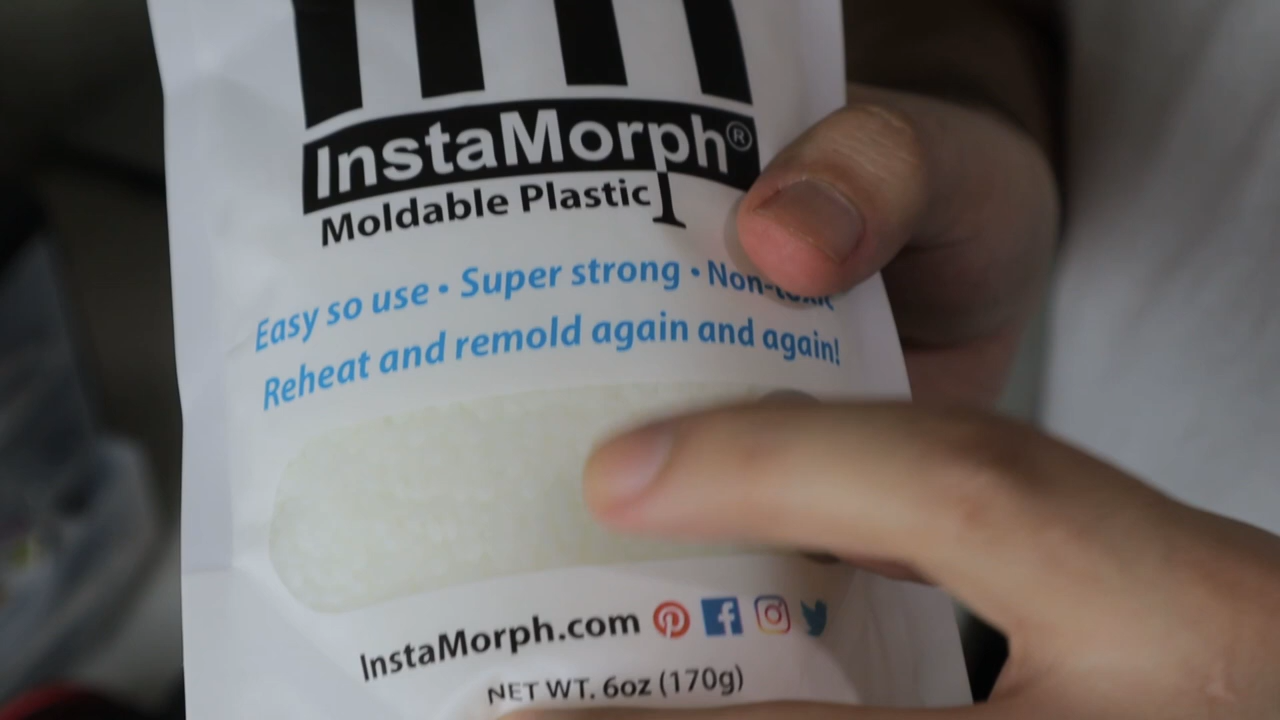 InstaMorph®
Moldable Plastic
Easy so use • Super strong • Non-toxic
Reheat and remold again and again!
InstaMorph.com
NET WT. 6oz (170g)